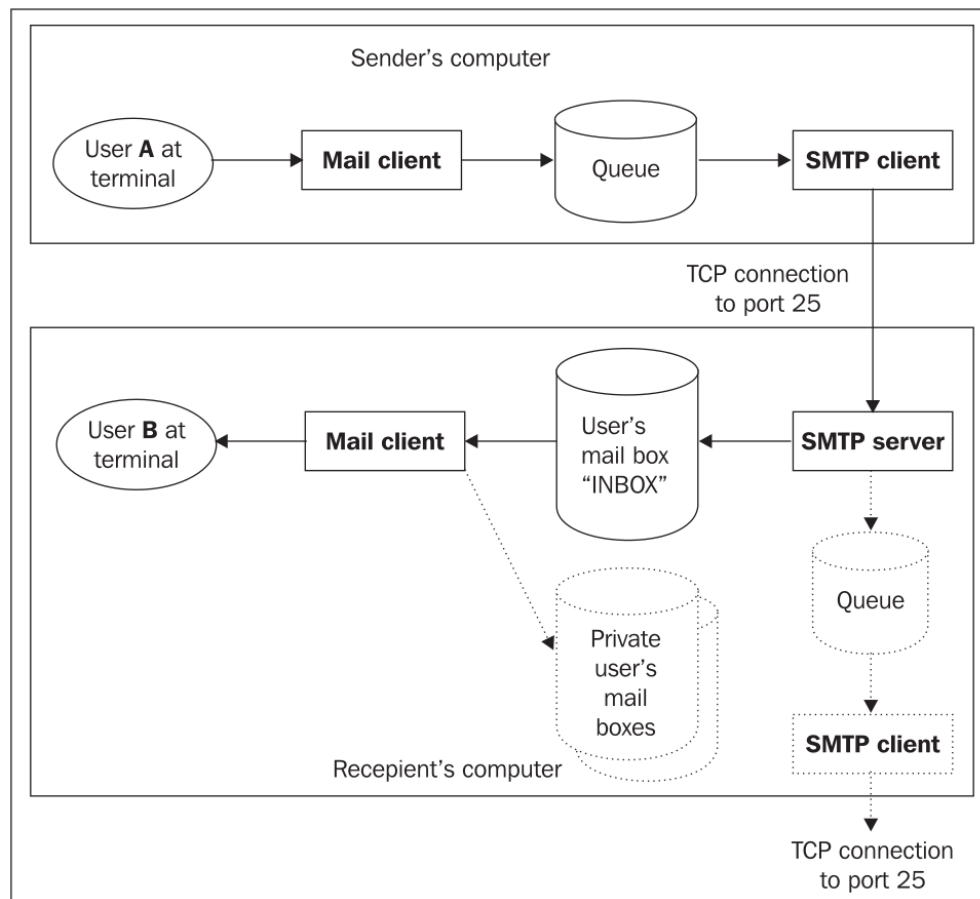 Sender's computer
User A at
terminal
Mail client
Queue
SMTP client
TCP connection
to port 25
User B at
terminal
Mail client
User's
mail box
“INBOX”
SMTP server
Queue
Private
user's
mail
boxes
SMTP client
Recepient's computer
TCP connection
to port 25